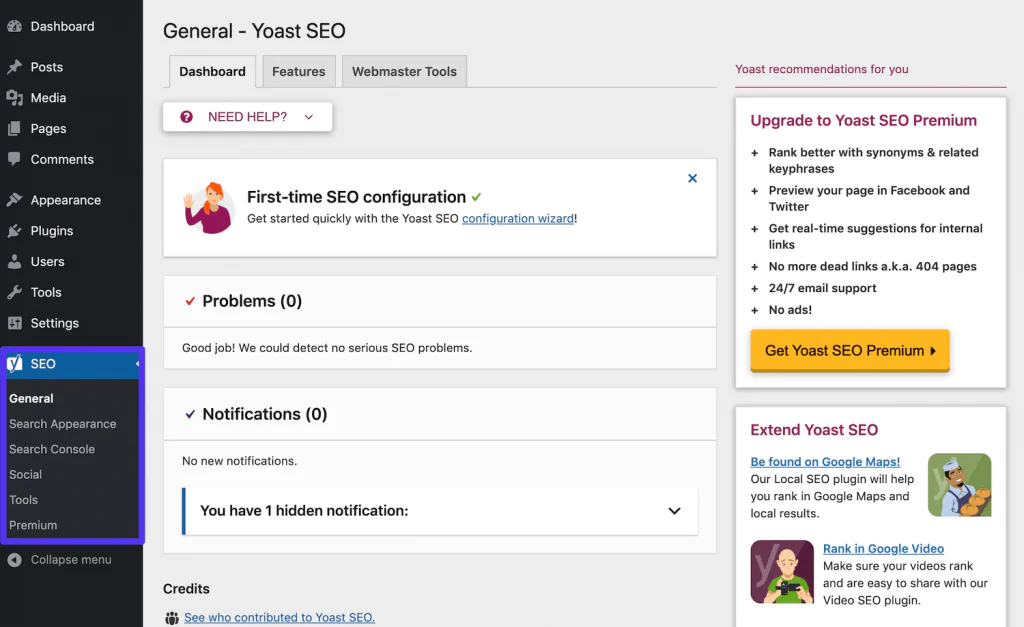 Dashboard
Posts
Media
Pages
Comments
Appearance
Plugins
Users
Tools
Settings
SEO
General
Search Appearance
Search Console
Social
Tools
Premium
Collapse menu
General - Yoast SEO
Dashboard
Features
Webmaster Tools
NEED HELP?
First-time SEO configuration
Get started quickly with the Yoast SEO configuration wizard!
Problems (0)
Good job! We could detect no serious SEO problems.
Notifications (0)
No new notifications.
You have 1 hidden notification:
Credits
See who contributed to Yoast SEO.
Yoast recommendations for you
Upgrade to Yoast SEO Premium
+ Rank better with synonyms & related
keyphrases
+ Preview your page in Facebook and
Twitter
+ Get real-time suggestions for internal
links
+ No more dead links a.k.a. 404 pages
+ 24/7 email support
+ No ads!
Get Yoast SEO Premium
Extend Yoast SEO
Be found on Google Maps!
Our Local SEO plugin will help
you rank in Google Maps and
local results.
Rank in Google Video
Make sure your videos rank
and are easy to share with our
Video SEO plugin.